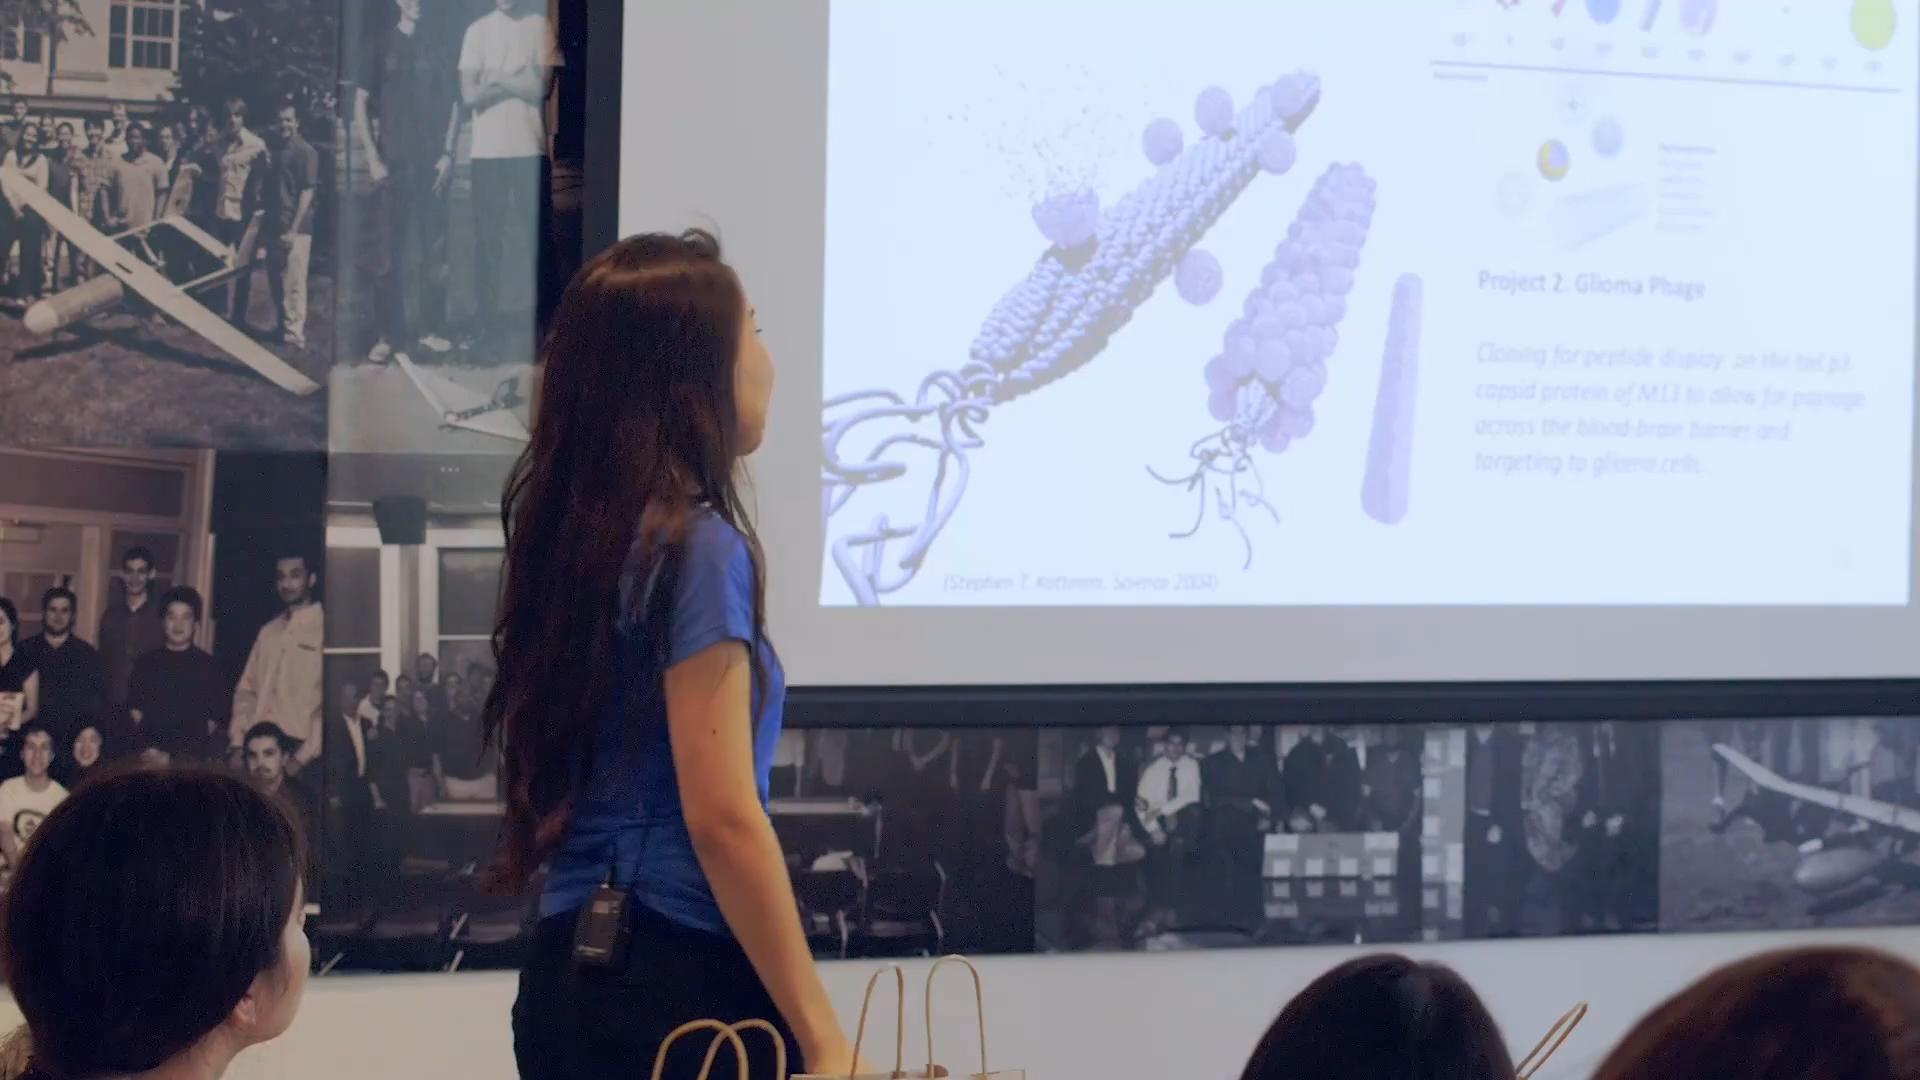 Project 2. Glioma Phage
Cloning for peptide display on the tail p3
capsid protein of M13 to allow for passage
across the blood-brain barrier and
targeting to glioma cells.
(Stephen T. Science 2004)